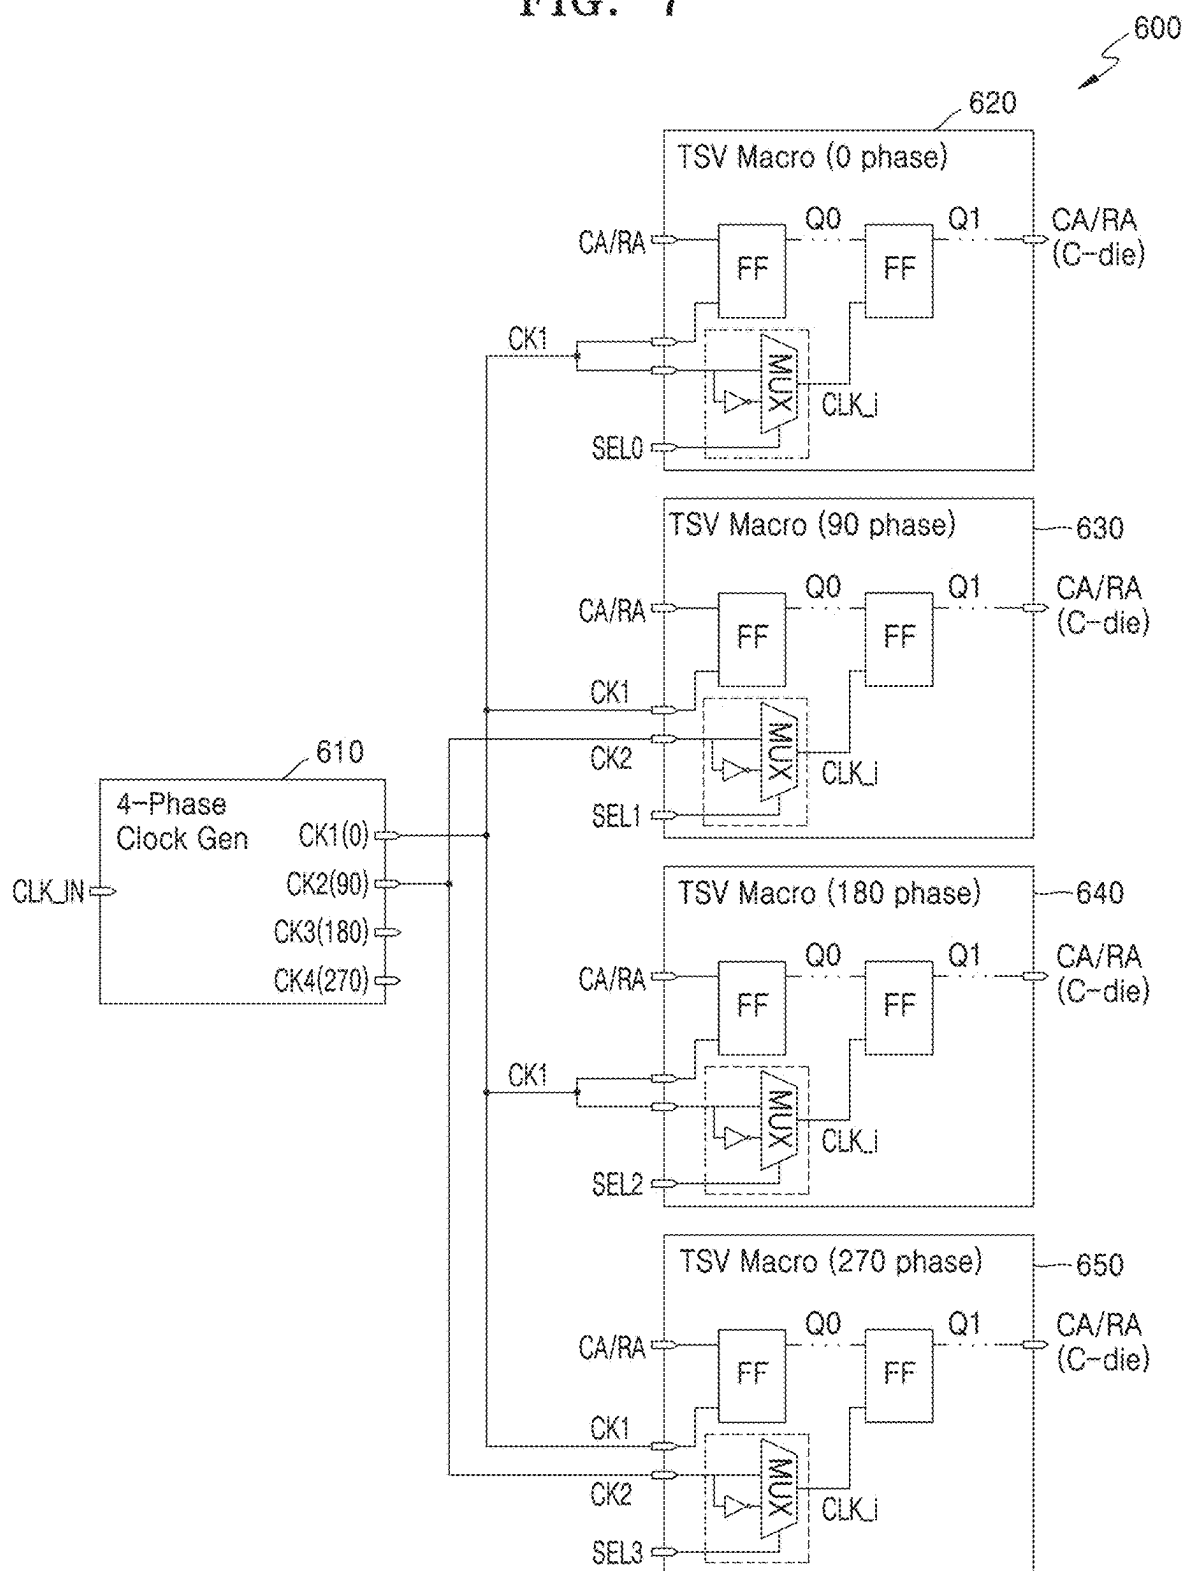 FIG. 7
600
620
TSV Macro (0 phase)
CA/RA
FF
Q0
FF
Q1
CA/RA
(C-die)
CK1
MUX
CLK_i
SEL0
TSV Macro (90 phase)
630
CA/RA
FF
Q0
FF
Q1
CA/RA
(C-die)
CK1
CK2
MUX
CLK_i
SEL1
610
4-Phase
Clock Gen
CLK_IN
CK1(0)
CK2(90)
CK3(180)
CK4(270)
TSV Macro (180 phase)
640
CA/RA
FF
Q0
FF
Q1
CA/RA
(C-die)
CK1
MUX
CLK_i
SEL2
TSV Macro (270 phase)
650
CA/RA
FF
Q0
FF
Q1
CA/RA
(C-die)
CK1
CK2
MUX
CLK_i
SEL3